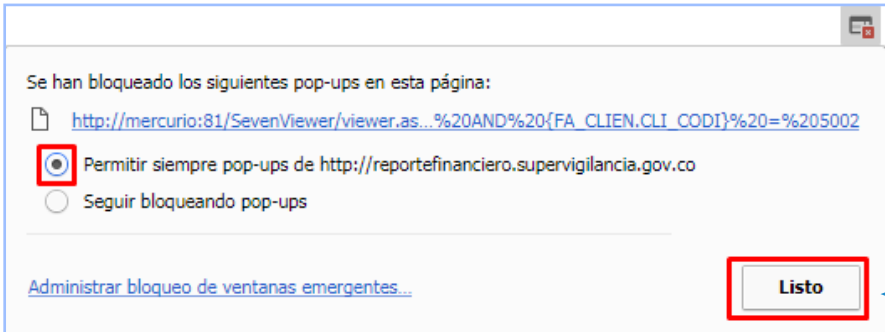 Se han bloqueado los siguientes pop-ups en esta página:
http://mercurio:81/SevenViewer/viewer.as...%20AND%20{FA_CLIEN.CLI_CODI}%20=%205002
Permitir siempre pop-ups de http://reportefinanciero.supervigilancia.gov.co
Seguir bloqueando pop-ups
Administrar bloqueo de ventanas emergentes...
Listo